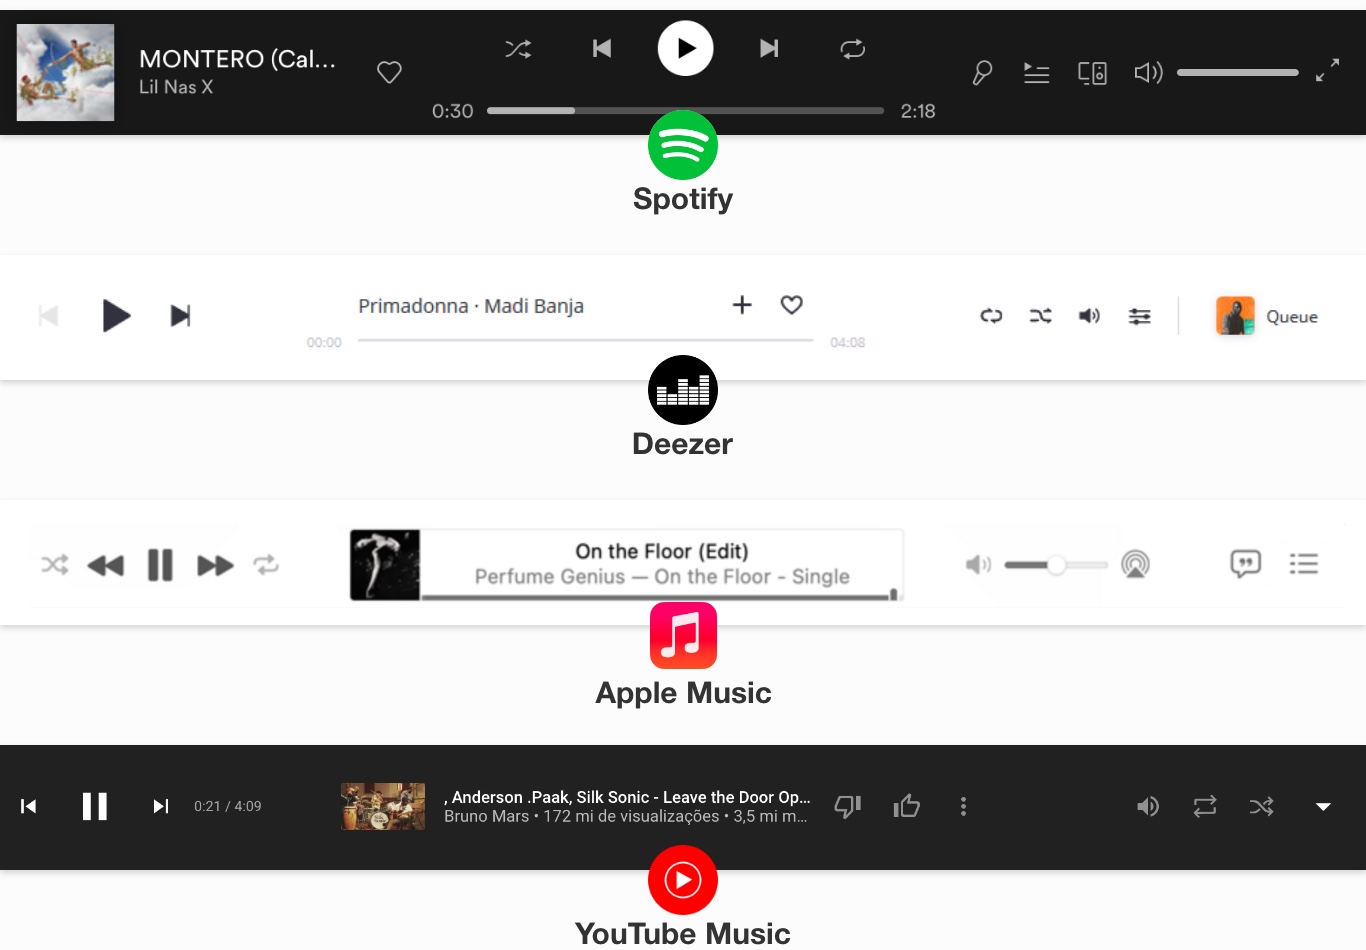 MONTERO (Cal...
Lil Nas X
0:30
2:18
Spotify
Primadonna · Madi Banja
00:00
04:08
Queue
Deezer
On the Floor (Edit)
Perfume Genius — On the Floor - Single
Apple Music
0:21 / 4:09
, Anderson .Paak, Silk Sonic - Leave the Door Op...
Bruno Mars • 172 mi de visualizações • 3,5 mi m...
YouTube Music